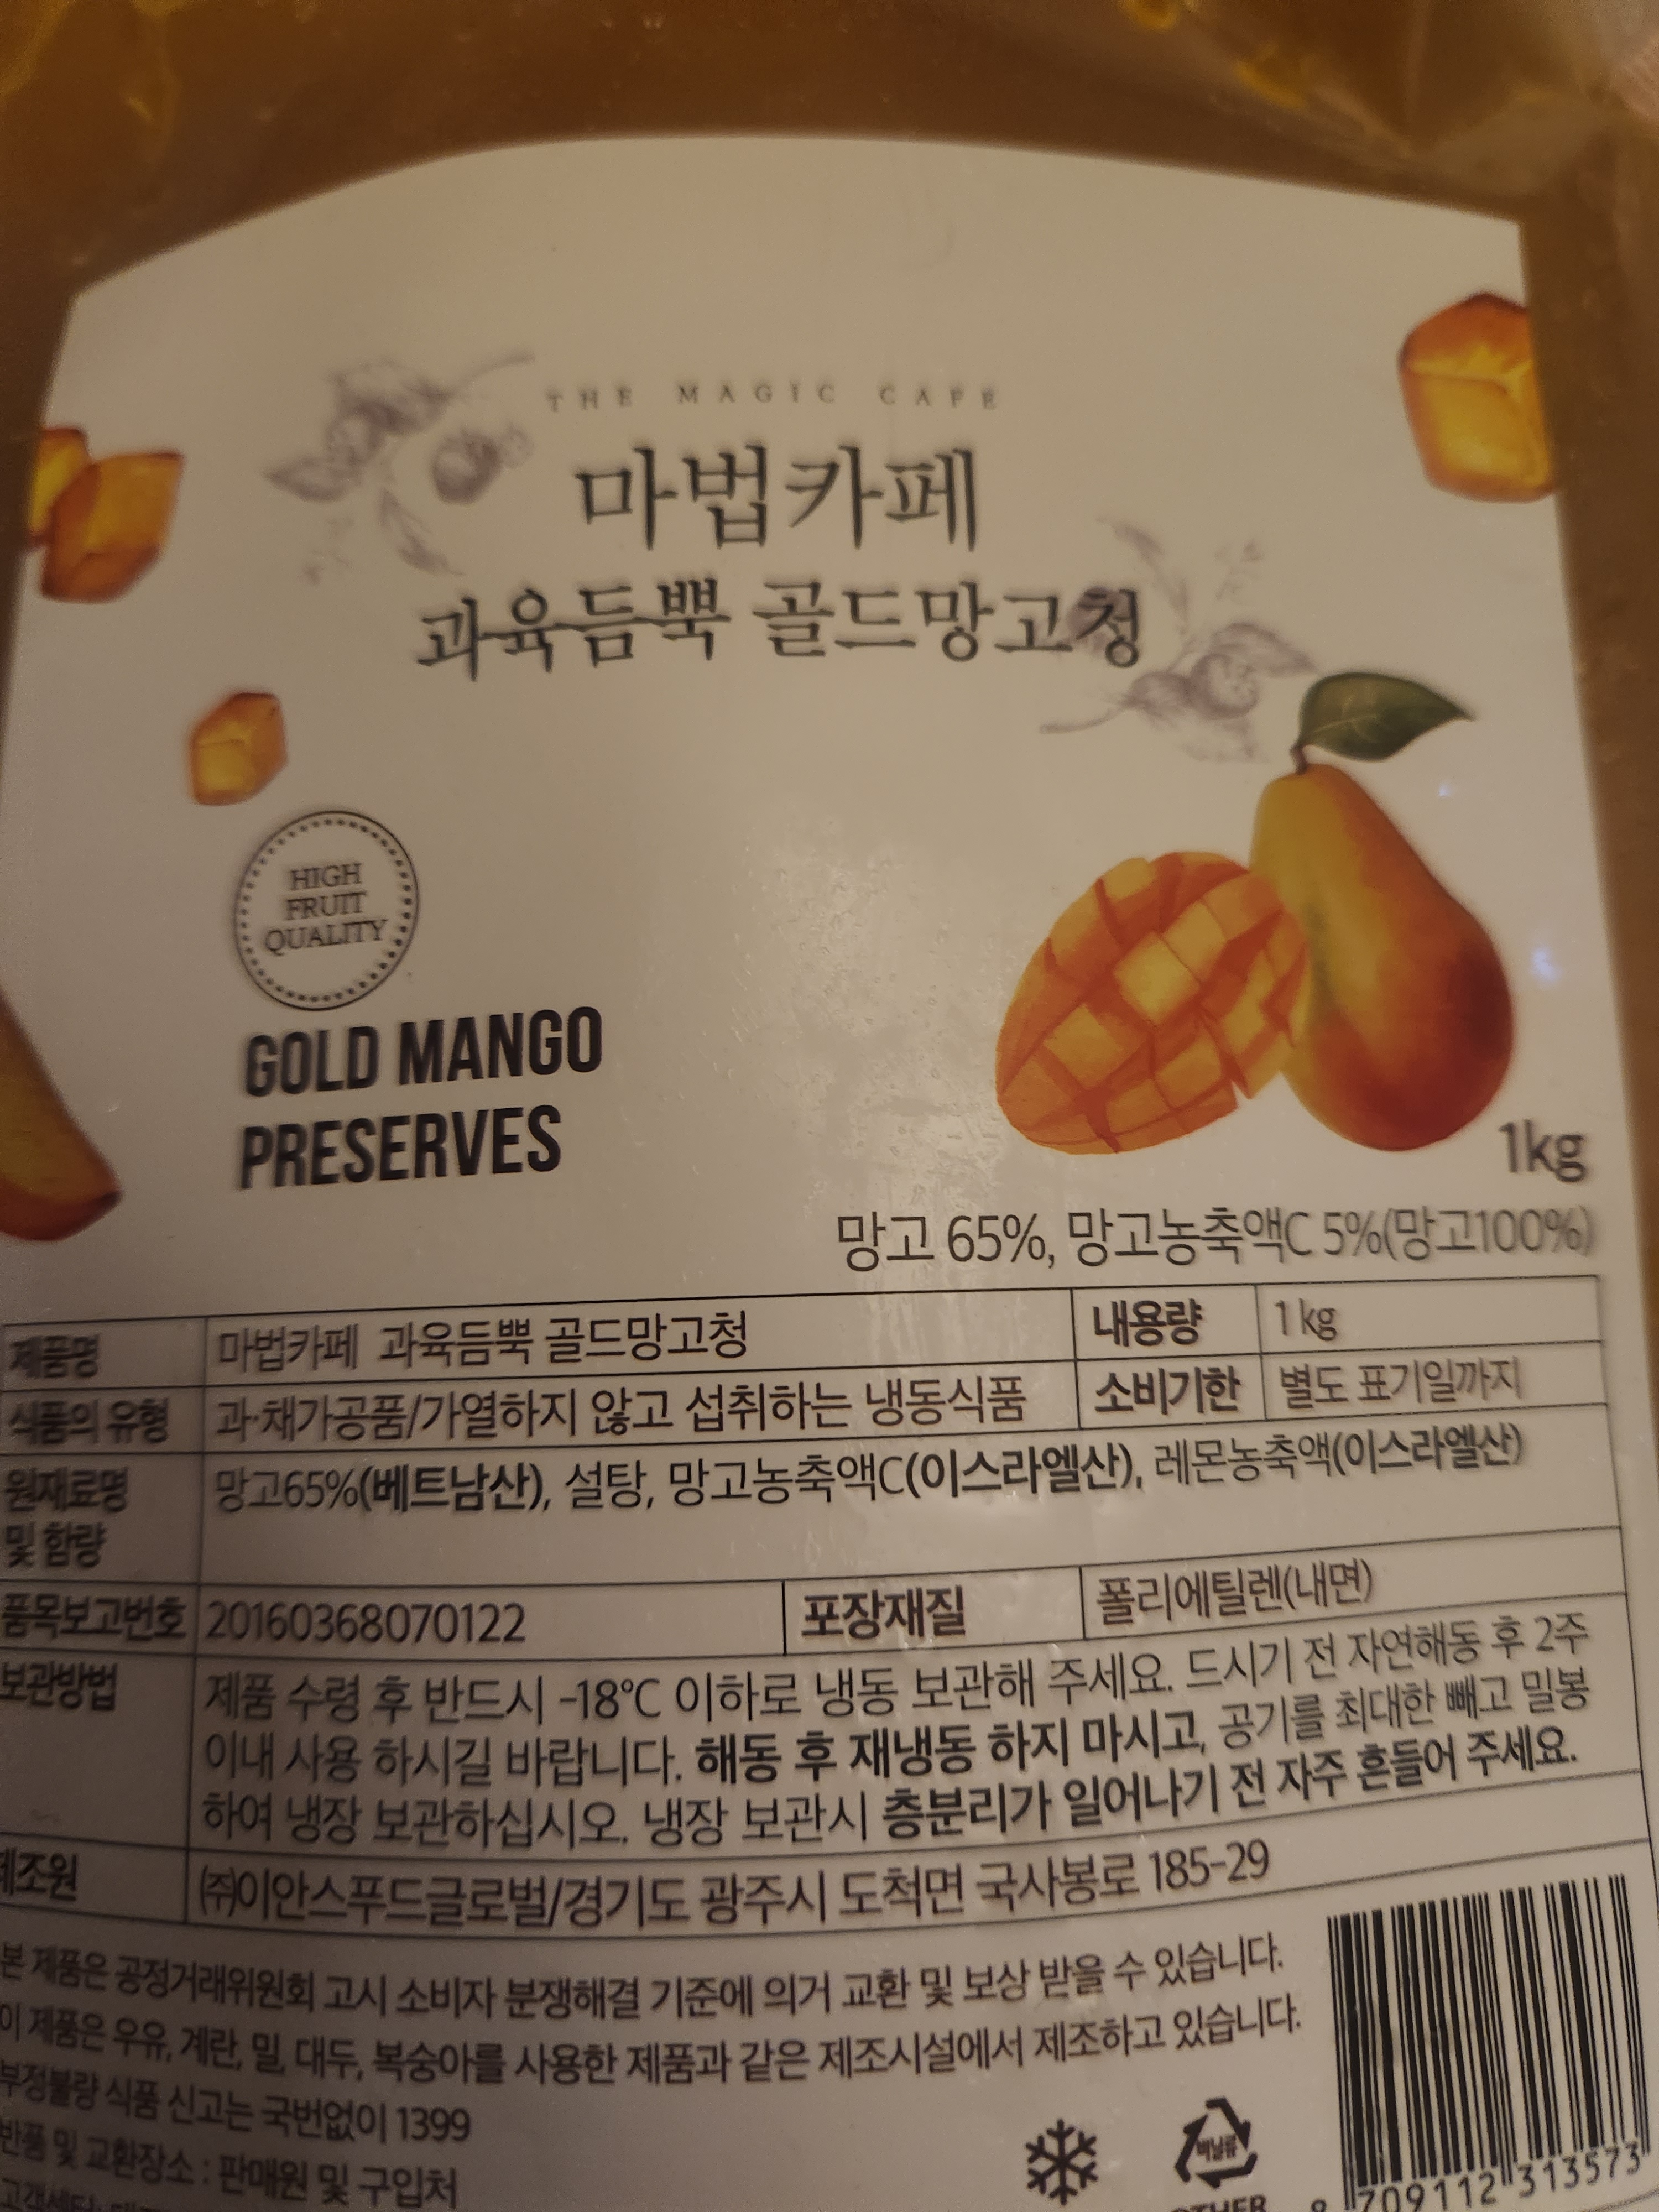 THE MAGIC CAFE
마법카페
과육듬뿍 골드망고청
HIGH
FRUIT
QUALITY
GOLD MANGO
PRESERVES
1kg
망고 65%, 망고농축액C 5%(망고100%)
제품명 마법카페 과육듬뿍 골드망고청 내용량 1kg
식품의 유형 과·채가공품/가열하지 않고 섭취하는 냉동식품 소비기한 별도 표기일까지
원재료명 망고65%(베트남산), 설탕, 망고농축액C(이스라엘산), 레몬농축액(이스라엘산)
및 함량
품목보고번호 20160368070122 포장재질 폴리에틸렌(내면)
보관방법 제품 수령 후 반드시 -18℃ 이하로 냉동 보관해 주세요. 드시기 전 자연해동 후 2주
이내 사용 하시길 바랍니다. 해동 후 재냉동 하지 마시고, 공기를 최대한 빼고 밀봉
하여 냉장 보관하십시오. 냉장 보관시 층분리가 일어나기 전 자주 흔들어 주세요.
제조원 ㈜이안스푸드글로벌/경기도 광주시 도척면 국사봉로 185-29
본 제품은 공정거래위원회 고시 소비자 분쟁해결 기준에 의거 교환 및 보상 받을 수 있습니다.
이 제품은 우유, 계란, 밀, 대두, 복숭아를 사용한 제품과 같은 제조시설에서 제조하고 있습니다.
부정불량 식품 신고는 국번없이 1399
반품 및 교환장소 : 판매원 및 구입처
고객센터:
비닐류
OTHER
8 709112 313573